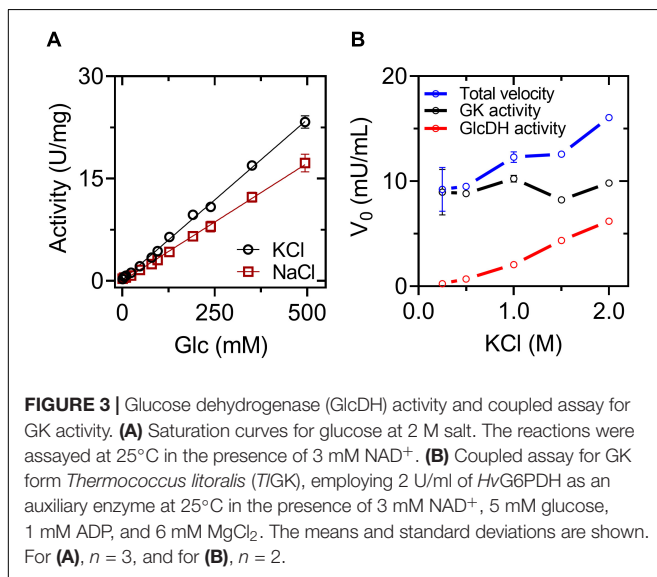 A
B
30
15
0
Activity (U/mg)
KCl
NaCl
0 250 500
Glc (mM)
20
10
0.0
V0 (mU/mL)
Total velocity
GK activity
GlcDH activity
0.0 1.0 2.0
KCl (M)
FIGURE 3 | Glucose dehydrogenase (GlcDH) activity and coupled assay for
GK activity. (A) Saturation curves for glucose at 2 M salt. The reactions were
assayed at 25°C in the presence of 3 mM NAD+. (B) Coupled assay for GK
form Thermococcus litoralis (TlGK), employing 2 U/ml of HvG6PDH as an
auxiliary enzyme at 25°C in the presence of 3 mM NAD+, 5 mM glucose,
1 mM ADP, and 6 mM MgCl2. The means and standard deviations are shown.
For (A), n = 3, and for (B), n = 2.